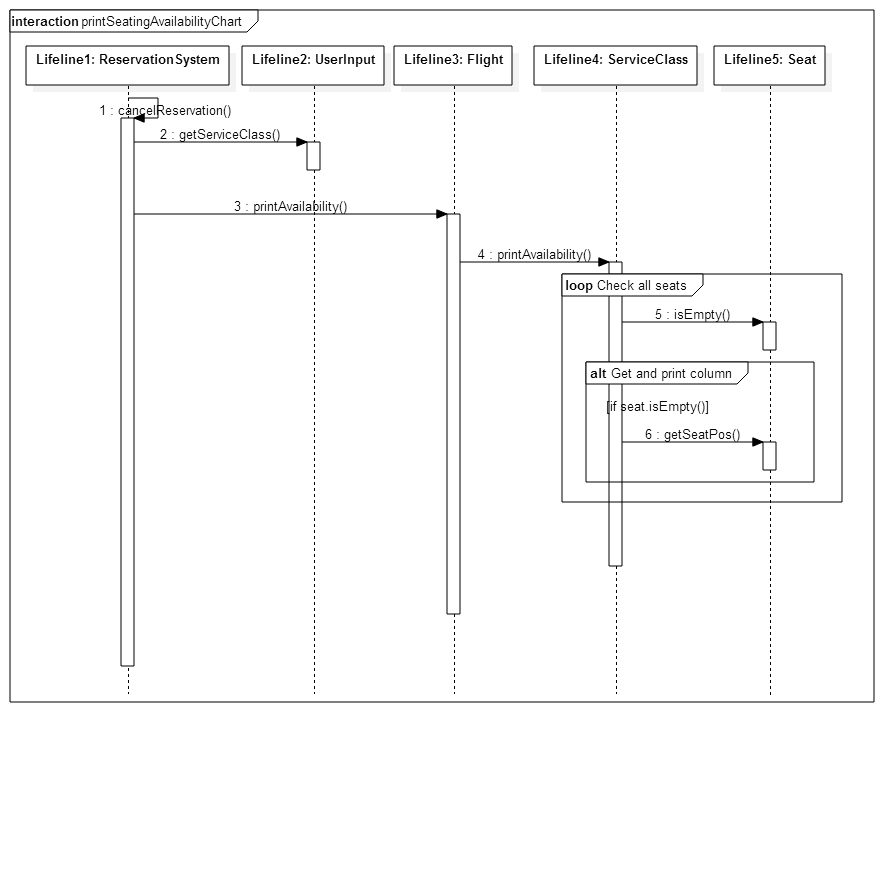 interaction printSeatingAvailabilityChart
Lifeline1: ReservationSystem
Lifeline2: UserInput
Lifeline3: Flight
Lifeline4: ServiceClass
Lifeline5: Seat
1 : cancelReservation()
2 : getServiceClass()
3 : printAvailability()
4 : printAvailability()
loop Check all seats
5 : isEmpty()
alt Get and print column
[if seat.isEmpty()]
6 : getSeatPos()